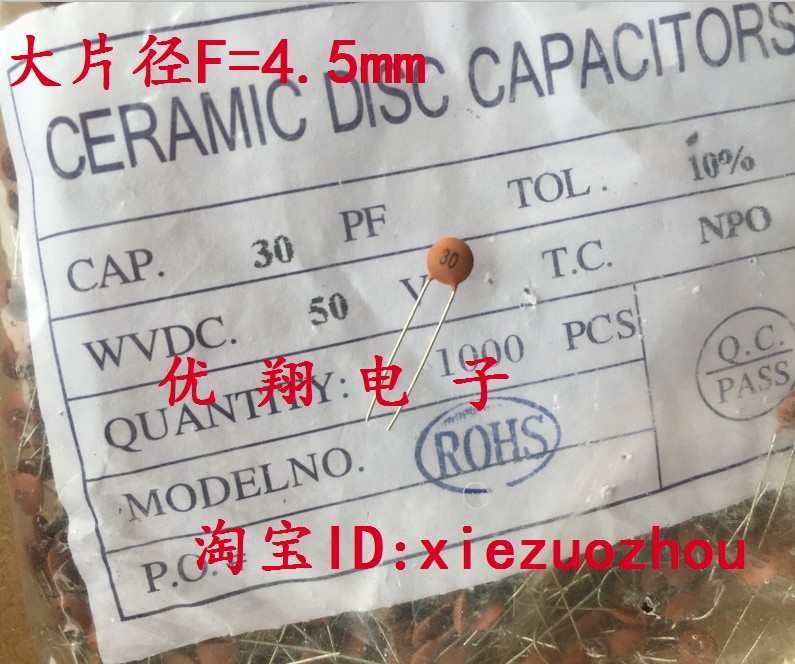 大片径F=4.5mm
CERAMIC DISC CAPACITORS
CAP. 30 PF TOL. 10%
30
WVDC. 50 V T.C. NPO
QUANTITY: 1000 PCS
Q.C.
PASS
优翔电子
MODELNO.
ROHS
P.O.#
淘宝ID:xiezuozhou